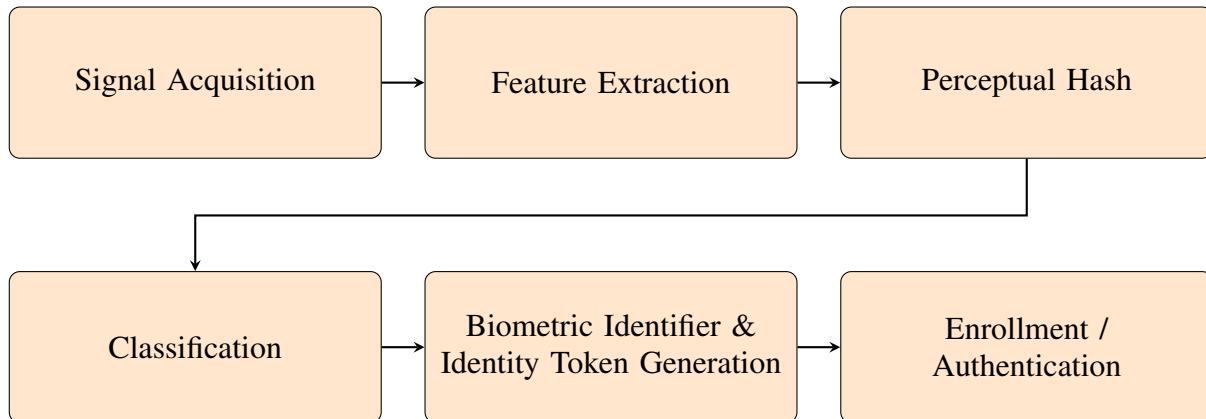 Signal Acquisition
Feature Extraction
Perceptual Hash
Classification
Biometric Identifier &
Identity Token Generation
Enrollment /
Authentication